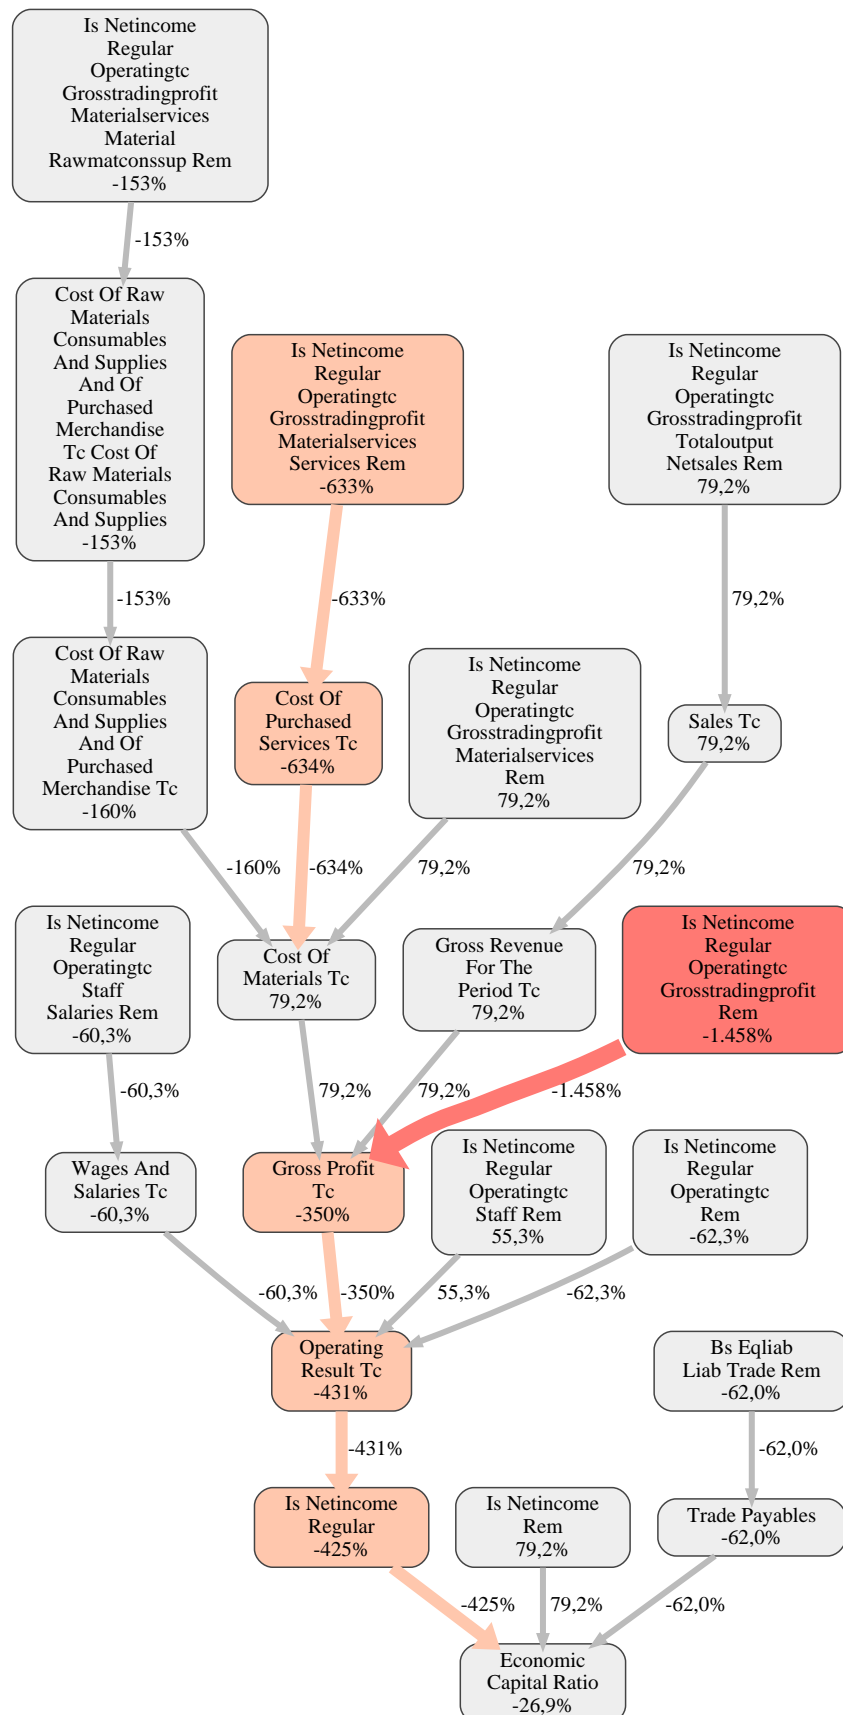 Is Netincome
Regular
Operatingtc
Grosstradingprofit
Materialservices
Material
Rawmatconssup Rem
-153%
-153%
Cost Of Raw
Materials
Consumables
And Supplies
And Of
Purchased
Merchandise
Tc Cost Of
Raw Materials
Consumables
And Supplies
-153%
Is Netincome
Regular
Operatingtc
Grosstradingprofit
Materialservices
Services Rem
-633%
Is Netincome
Regular
Operatingtc
Grosstradingprofit
Totaloutput
Netsales Rem
79,2%
-153%
-633%
79,2%
Cost Of Raw
Materials
Consumables
And Supplies
And Of
Purchased
Merchandise Tc
-160%
Cost Of
Purchased
Services Tc
-634%
Is Netincome
Regular
Operatingtc
Grosstradingprofit
Materialservices
Rem
79,2%
Sales Tc
79,2%
-160%
-634%
79,2%
79,2%
Is Netincome
Regular
Operatingtc
Staff
Salaries Rem
-60,3%
Cost Of
Materials Tc
79,2%
Gross Revenue
For The
Period Tc
79,2%
Is Netincome
Regular
Operatingtc
Grosstradingprofit
Rem
-1.458%
-60,3%
79,2%
79,2%
-1.458%
Wages And
Salaries Tc
-60,3%
Gross Profit
Tc
-350%
Is Netincome
Regular
Operatingtc
Staff Rem
55,3%
Is Netincome
Regular
Operatingtc
Rem
-62,3%
-60,3%
-350%
55,3%
-62,3%
Operating
Result Tc
-431%
Bs Eqliab
Liab Trade Rem
-62,0%
-431%
-62,0%
Is Netincome
Regular
-425%
Is Netincome
Rem
79,2%
Trade Payables
-62,0%
-425%
79,2%
-62,0%
Economic
Capital Ratio
-26,9%